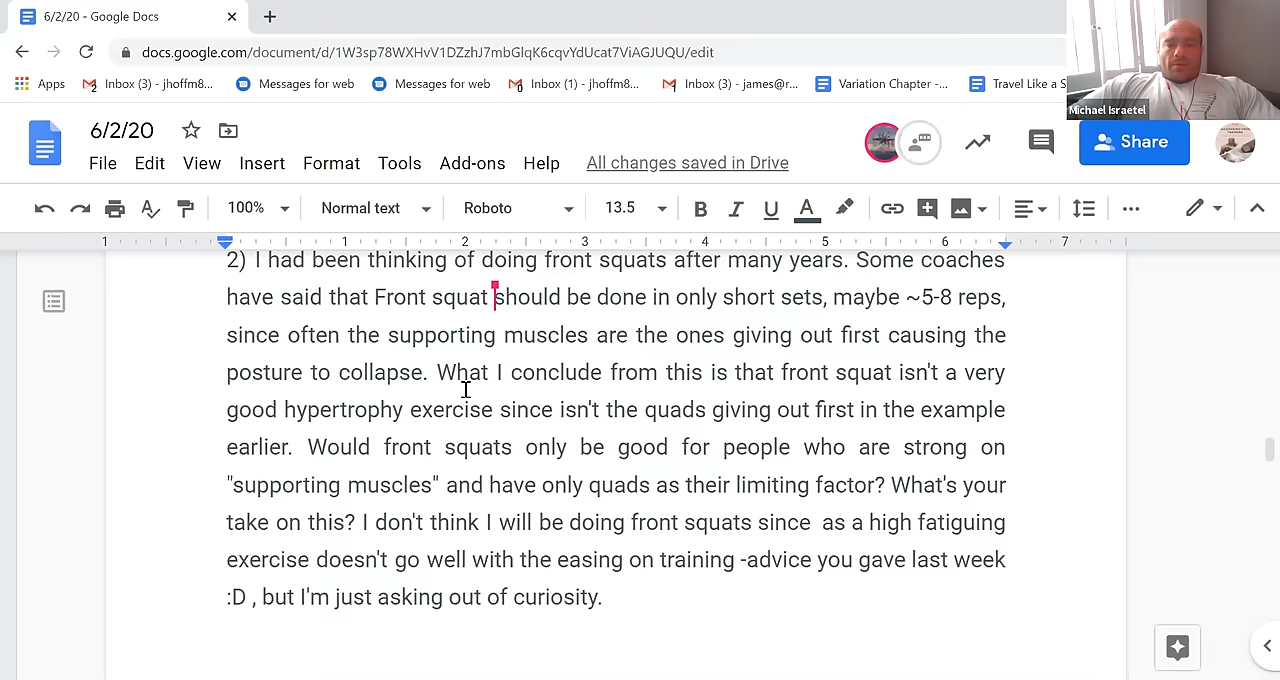 6/2/20 - Google Docs
docs.google.com/document/d/1W3sp78WXHvV1DZzhJ7mbGlqK6cqvYdUcat7ViAGJUQU/edit
Apps Inbox (3) - jhoffm8... Messages for web Messages for web Inbox (1) - jhoffm8... Inbox (3) - james@r... Variation Chapter -... Travel Like a S
Michael Israetel
6/2/20
Share
File Edit View Insert Format Tools Add-ons Help All changes saved in Drive
100% Normal text Roboto 13.5 B I U A
1 1 2 3 4 5 6 7
2) I had been thinking of doing front squats after many years. Some coaches
have said that Front squat should be done in only short sets, maybe ~5-8 reps,
since often the supporting muscles are the ones giving out first causing the
posture to collapse. What I conclude from this is that front squat isn't a very
good hypertrophy exercise since isn't the quads giving out first in the example
earlier. Would front squats only be good for people who are strong on
"supporting muscles" and have only quads as their limiting factor? What's your
take on this? I don't think I will be doing front squats since as a high fatiguing
exercise doesn't go well with the easing on training -advice you gave last week
:D , but I'm just asking out of curiosity.